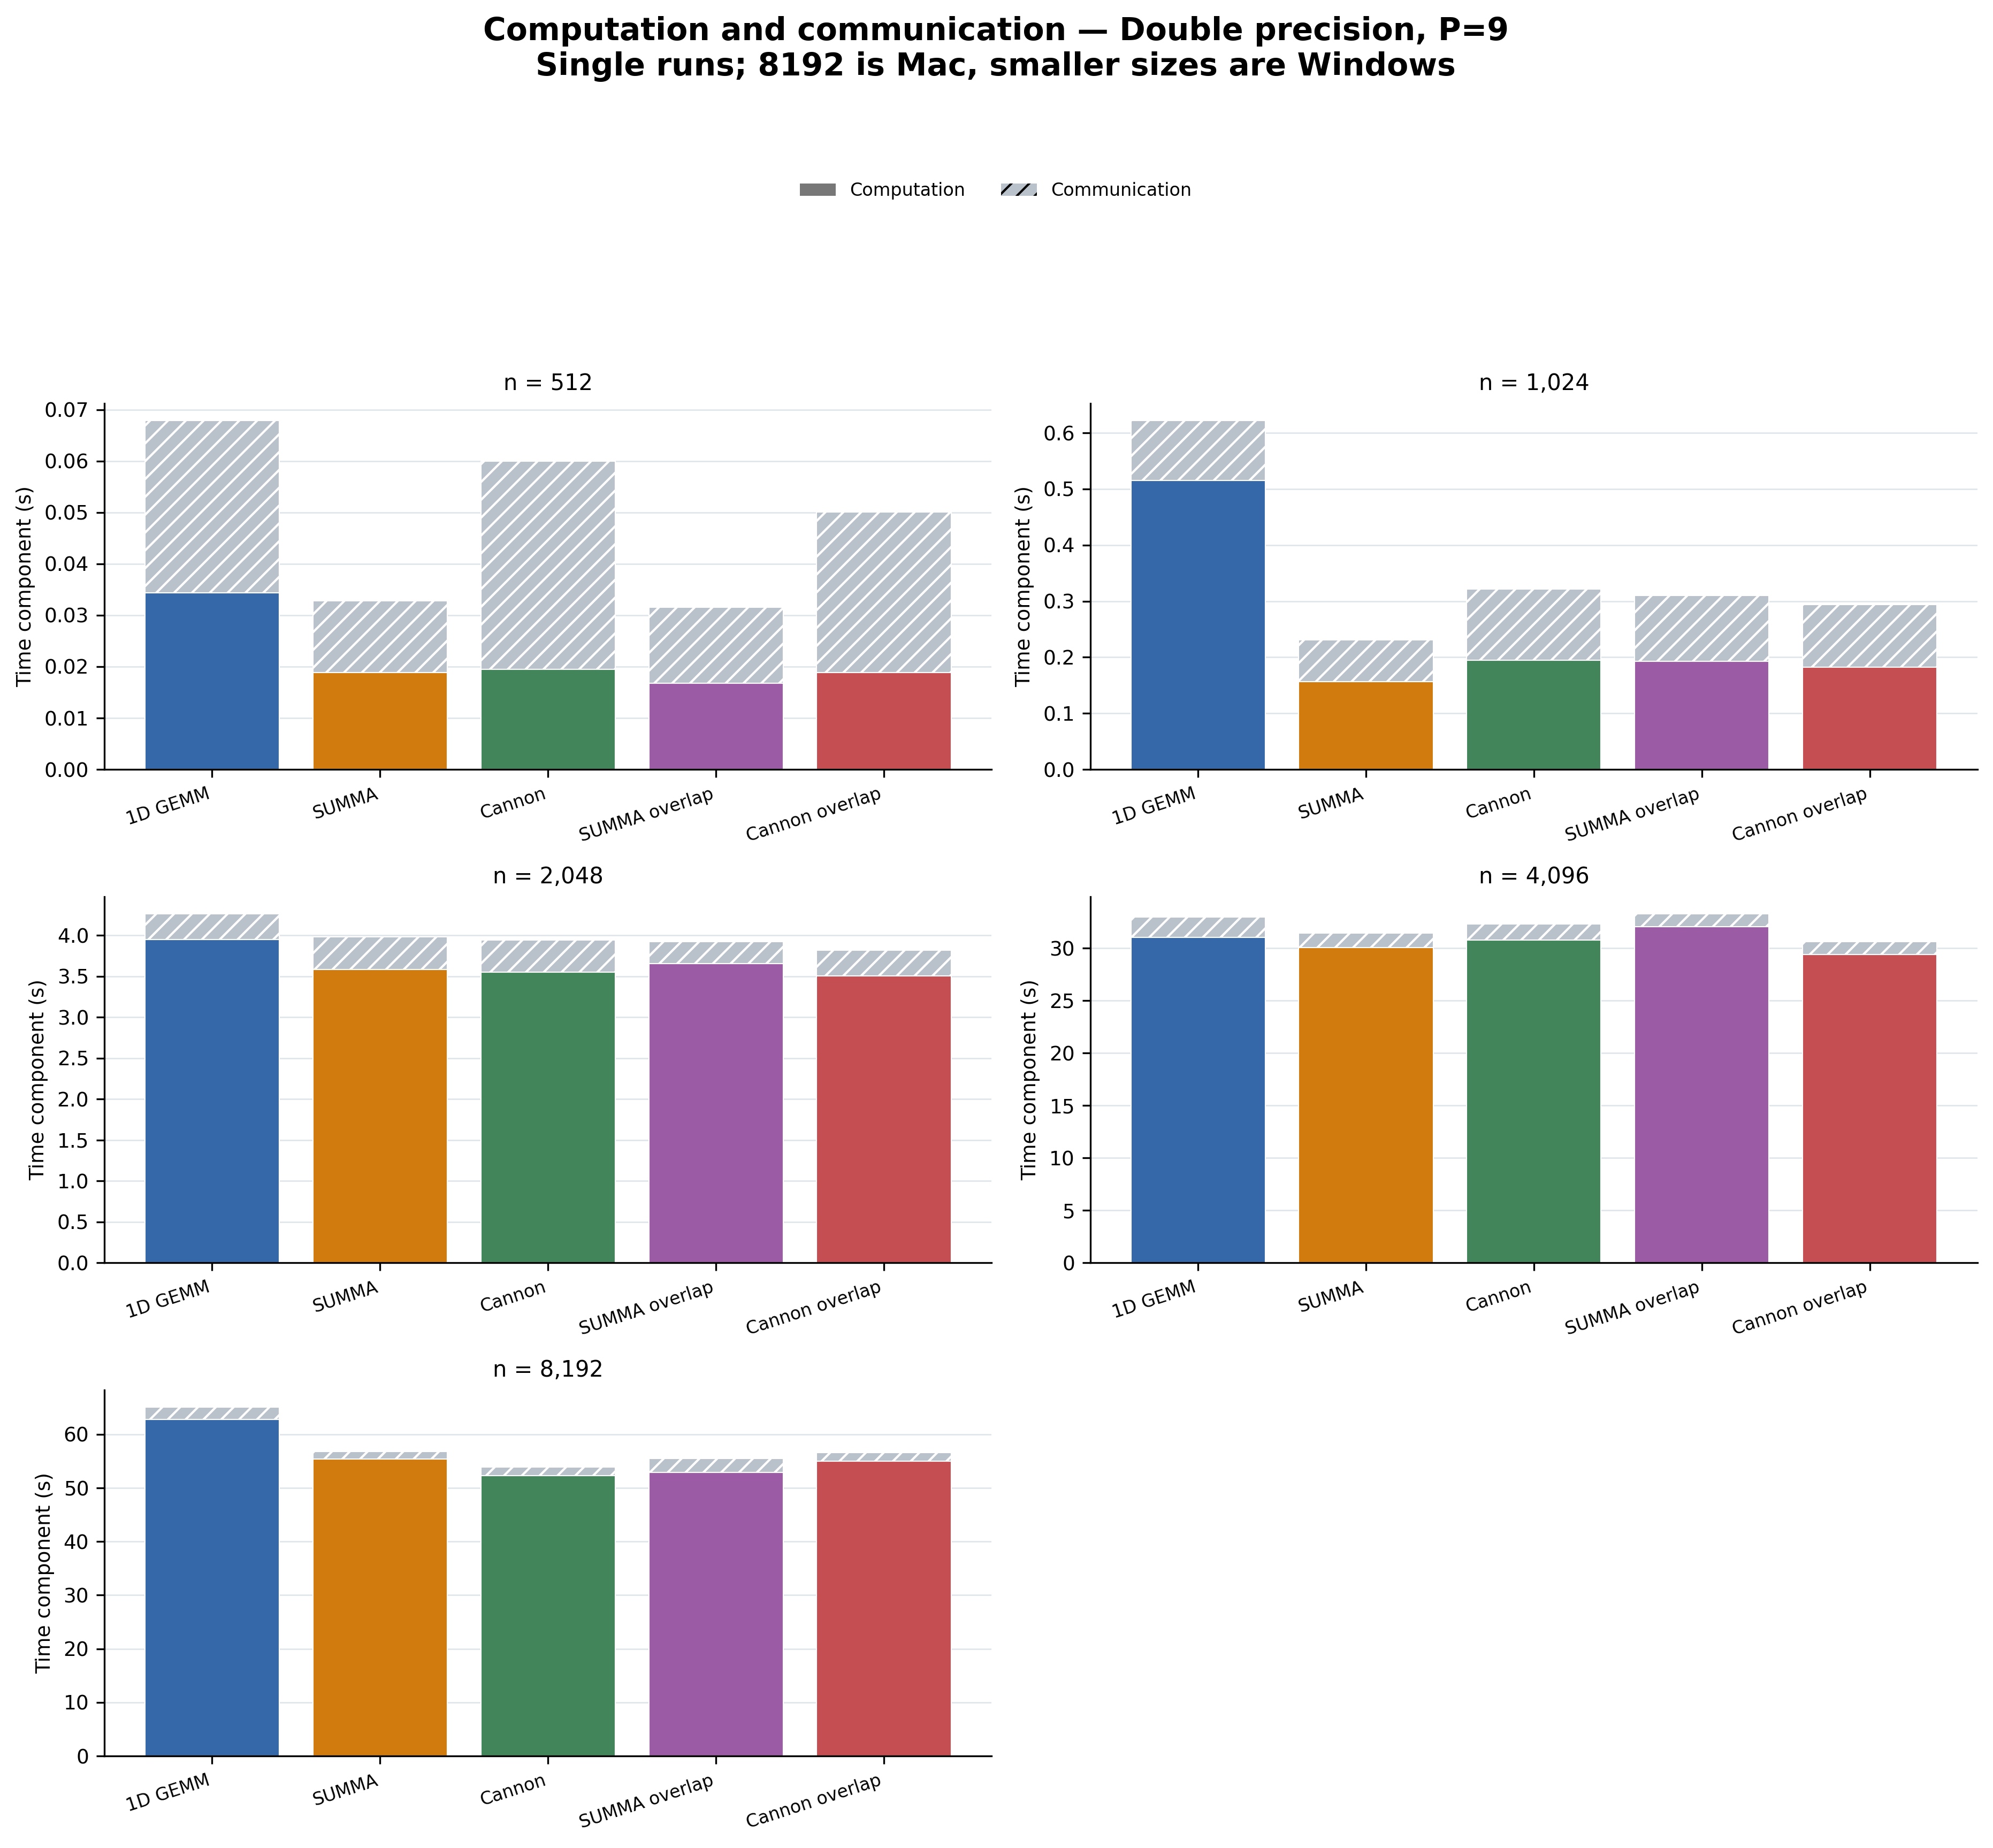 Computation and communication — Double precision, P=9
Single runs; 8192 is Mac, smaller sizes are Windows
Computation
Communication
n = 512
Time component (s)
0.07
0.06
0.05
0.04
0.03
0.02
0.01
0.00
1D GEMM
SUMMA
Cannon
SUMMA overlap
Cannon overlap
n = 1,024
Time component (s)
0.6
0.5
0.4
0.3
0.2
0.1
0.0
1D GEMM
SUMMA
Cannon
SUMMA overlap
Cannon overlap
n = 2,048
Time component (s)
4.0
3.5
3.0
2.5
2.0
1.5
1.0
0.5
0.0
1D GEMM
SUMMA
Cannon
SUMMA overlap
Cannon overlap
n = 4,096
Time component (s)
30
25
20
15
10
5
0
1D GEMM
SUMMA
Cannon
SUMMA overlap
Cannon overlap
n = 8,192
Time component (s)
60
50
40
30
20
10
0
1D GEMM
SUMMA
Cannon
SUMMA overlap
Cannon overlap